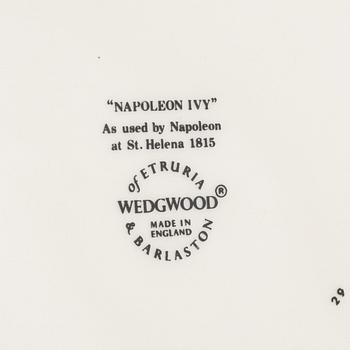 "NAPOLEON IVY"
As used by Napoleon
at St. Helena 1815
of ETRURIA
WEDGWOOD®
MADE IN
ENGLAND
& BARLASTON
29